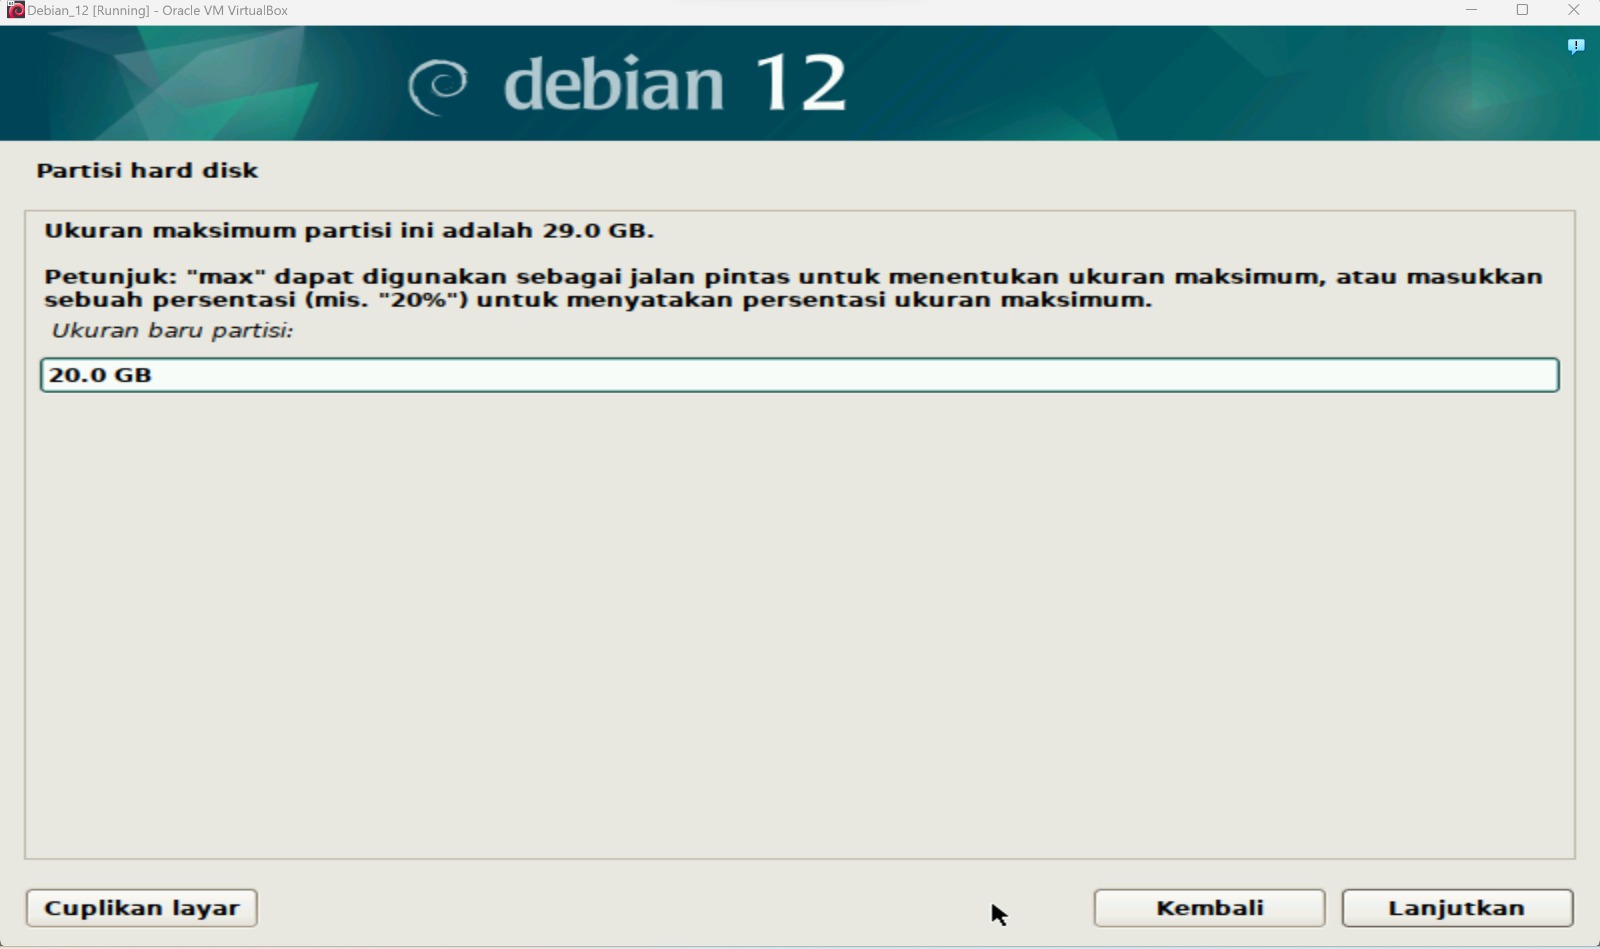 Debian_12 [Running] - Oracle VM VirtualBox
debian 12
Partisi hard disk
Ukuran maksimum partisi ini adalah 29.0 GB.
Petunjuk: "max" dapat digunakan sebagai jalan pintas untuk menentukan ukuran maksimum, atau masukkan
sebuah persentasi (mis. "20%") untuk menyatakan persentasi ukuran maksimum.
Ukuran baru partisi:
20.0 GB
Cuplikan layar
Kembali
Lanjutkan